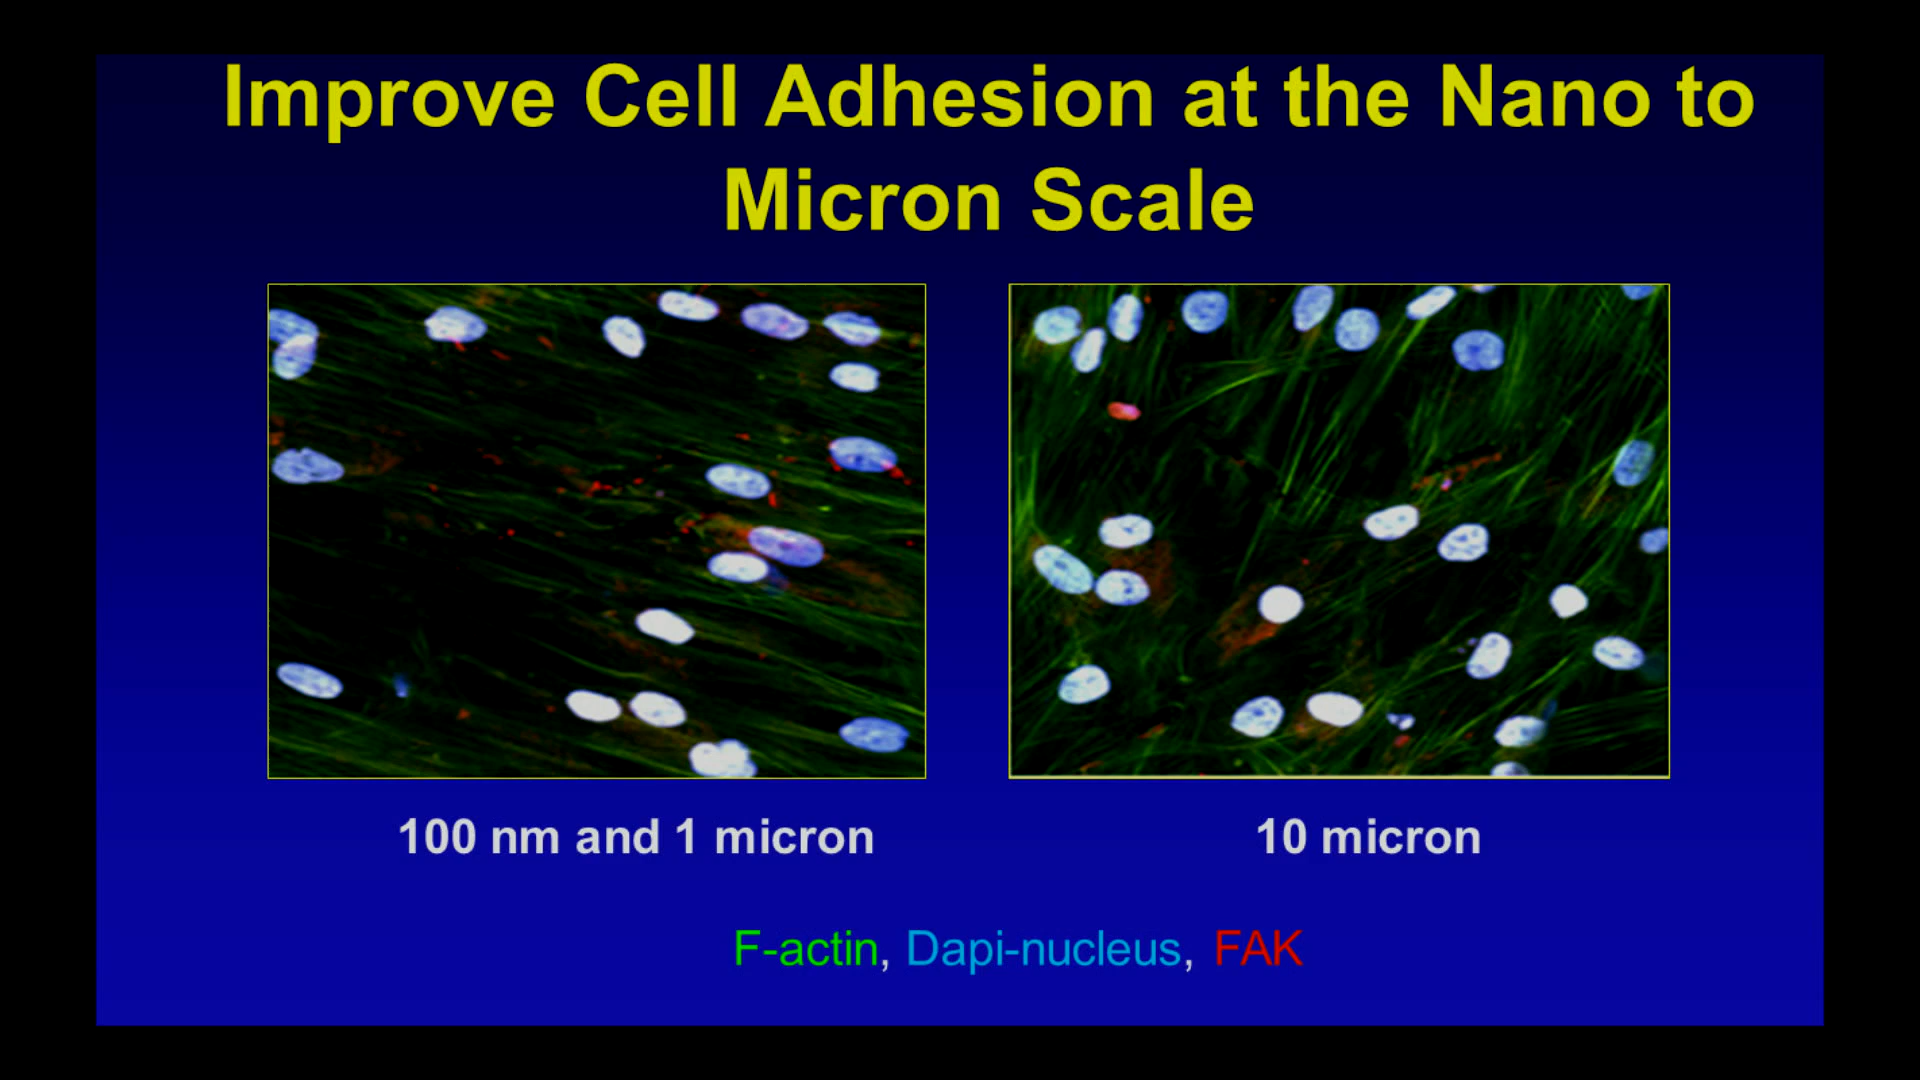 Improve Cell Adhesion at the Nano to
Micron Scale
100 nm and 1 micron
10 micron
F-actin, Dapi-nucleus, FAK